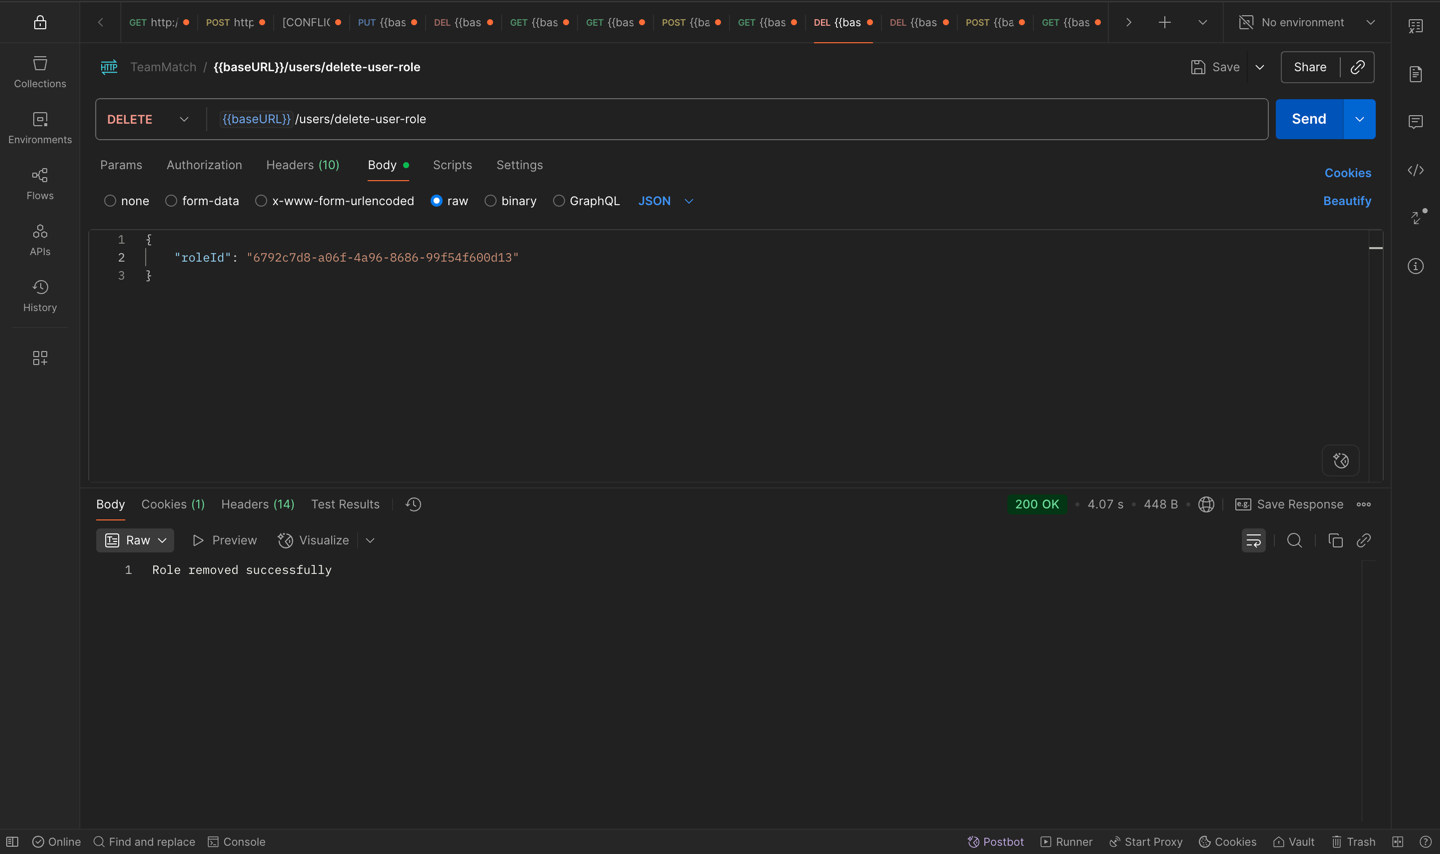 GET http:/ POST http [CONFLIC PUT {{bas DEL {{bas GET {{bas GET {{bas POST {{ba GET {{bas DEL {{bas DEL {{bas POST {{ba GET {{bas No environment
HTTP TeamMatch / {{baseURL}}/users/delete-user-role Save Share
Collections
Environments
Flows
APIs
History
DELETE {{baseURL}} /users/delete-user-role Send
Params Authorization Headers (10) Body Scripts Settings Cookies
none form-data x-www-form-urlencoded raw binary GraphQL JSON Beautify
1 {
2 "roleId": "6792c7d8-a06f-4a96-8686-99f54f600d13"
3 }
Body Cookies (1) Headers (14) Test Results 200 OK 4.07 s 448 B e.g. Save Response
Raw Preview Visualize
1 Role removed successfully
Online Find and replace Console Postbot Runner Start Proxy Cookies Vault Trash